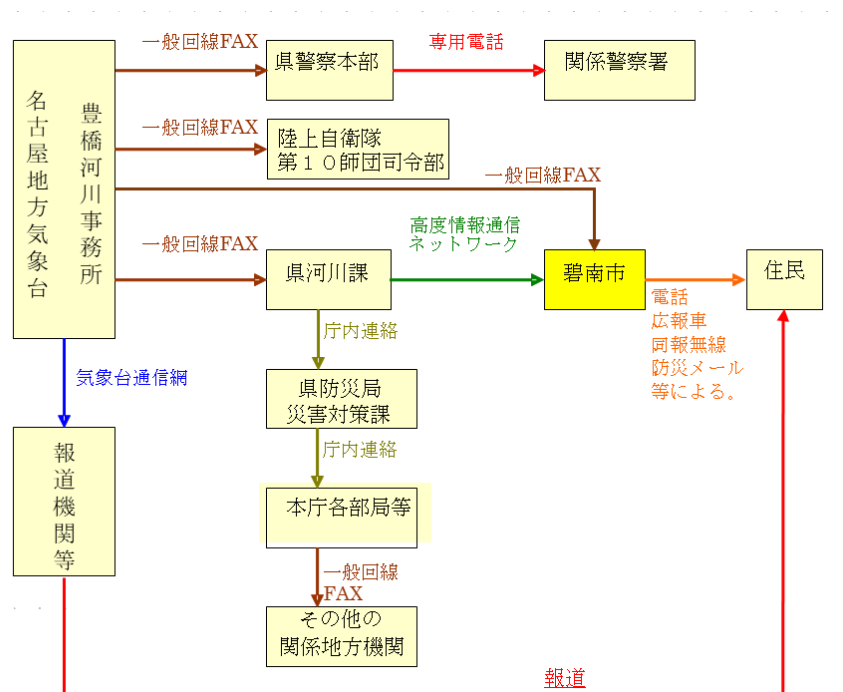 一般回線FAX
県警察本部
専用電話
関係警察署
名古屋地方気象台
豊橋河川事務所
一般回線FAX
陸上自衛隊
第１０師団司令部
一般回線FAX
一般回線FAX
県河川課
高度情報通信
ネットワーク
碧南市
住民
電話
広報車
同報無線
防災メール
等による。
庁内連絡
気象台通信網
県防災局
災害対策課
庁内連絡
報道機関等
本庁各部局等
一般回線
FAX
その他の
関係地方機関
報道